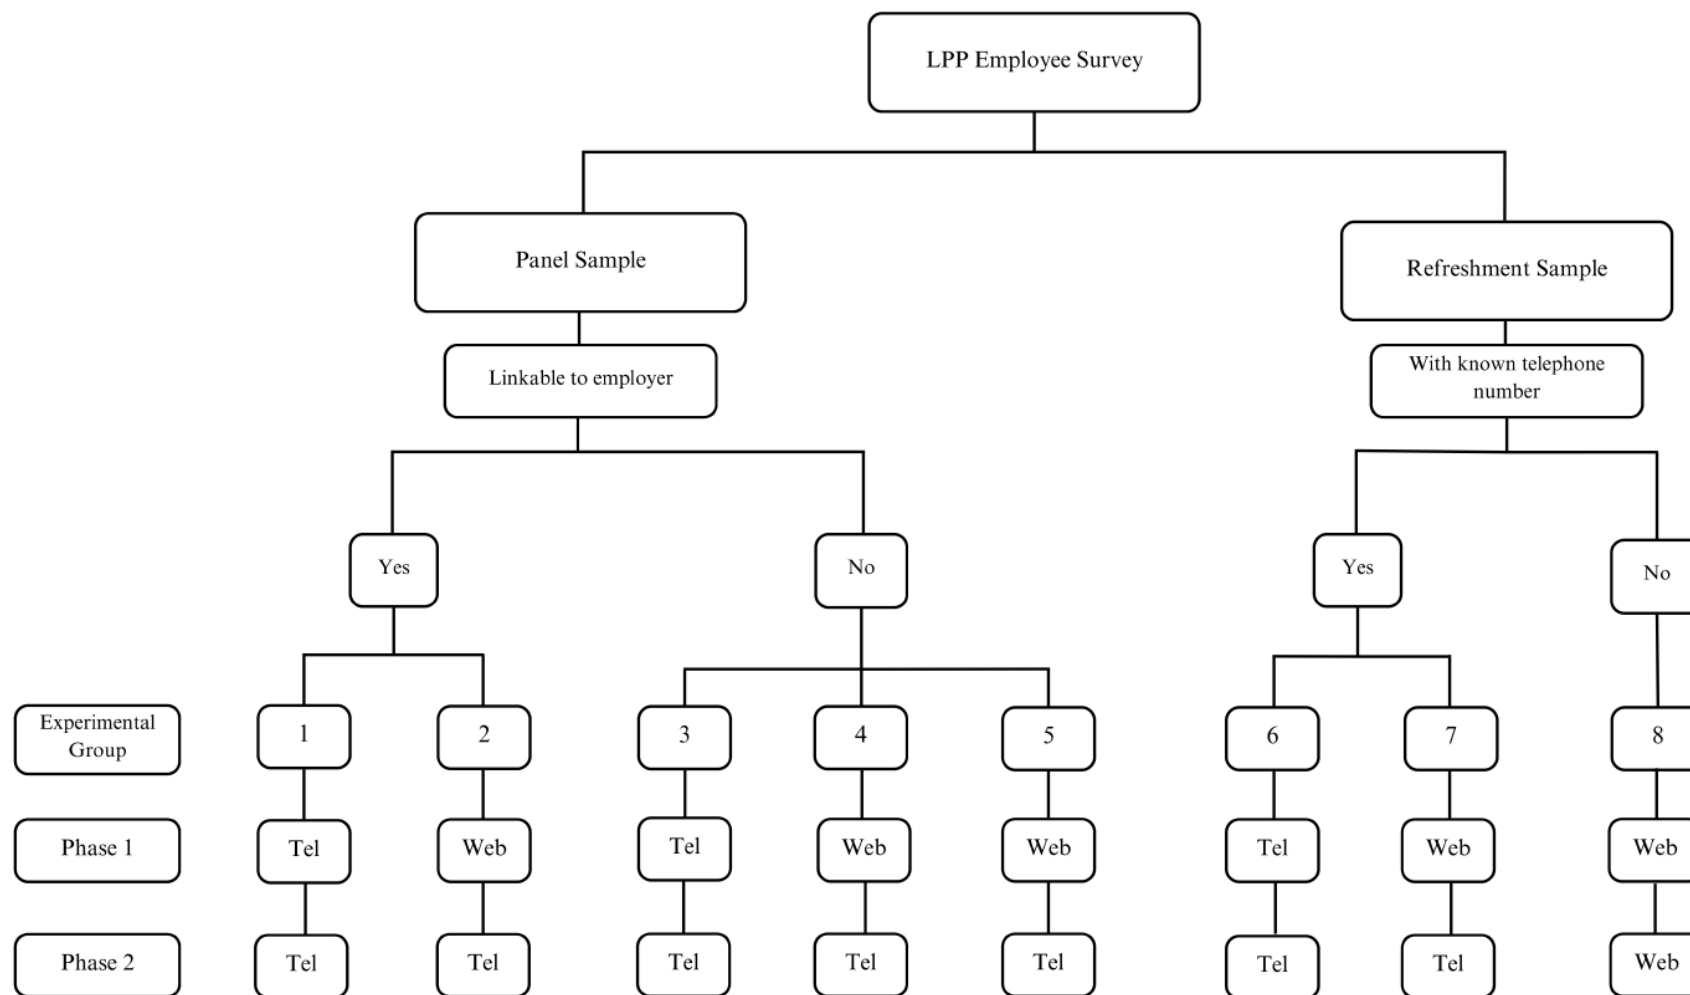 LPP Employee Survey
Panel Sample
Refreshment Sample
Linkable to employer
With known telephone
number
Yes
No
Yes
No
Experimental
Group
1
2
3
4
5
6
7
8
Phase 1
Tel
Web
Tel
Web
Web
Tel
Web
Web
Phase 2
Tel
Tel
Tel
Tel
Tel
Tel
Tel
Web